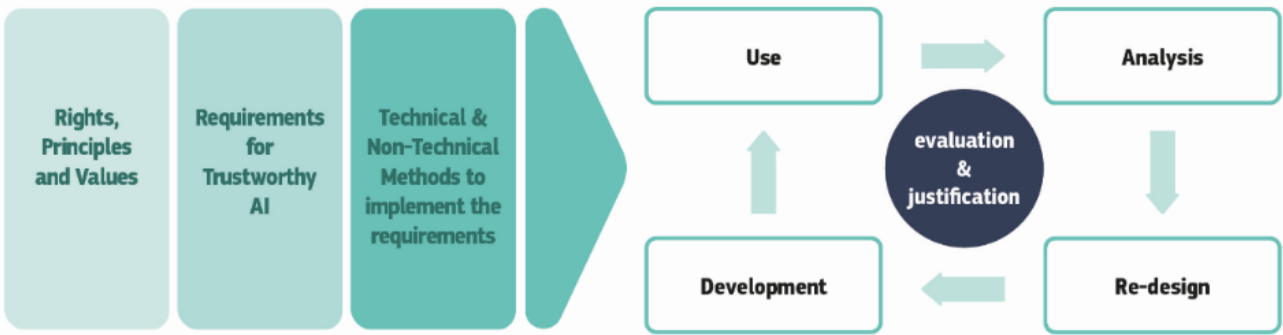 Rights,
Principles
and Values
Requirements
for
Trustworthy
AI
Technical &
Non-Technical
Methods to
implement the
requirements
Use
Analysis
evaluation
&
justification
Development
Re-design